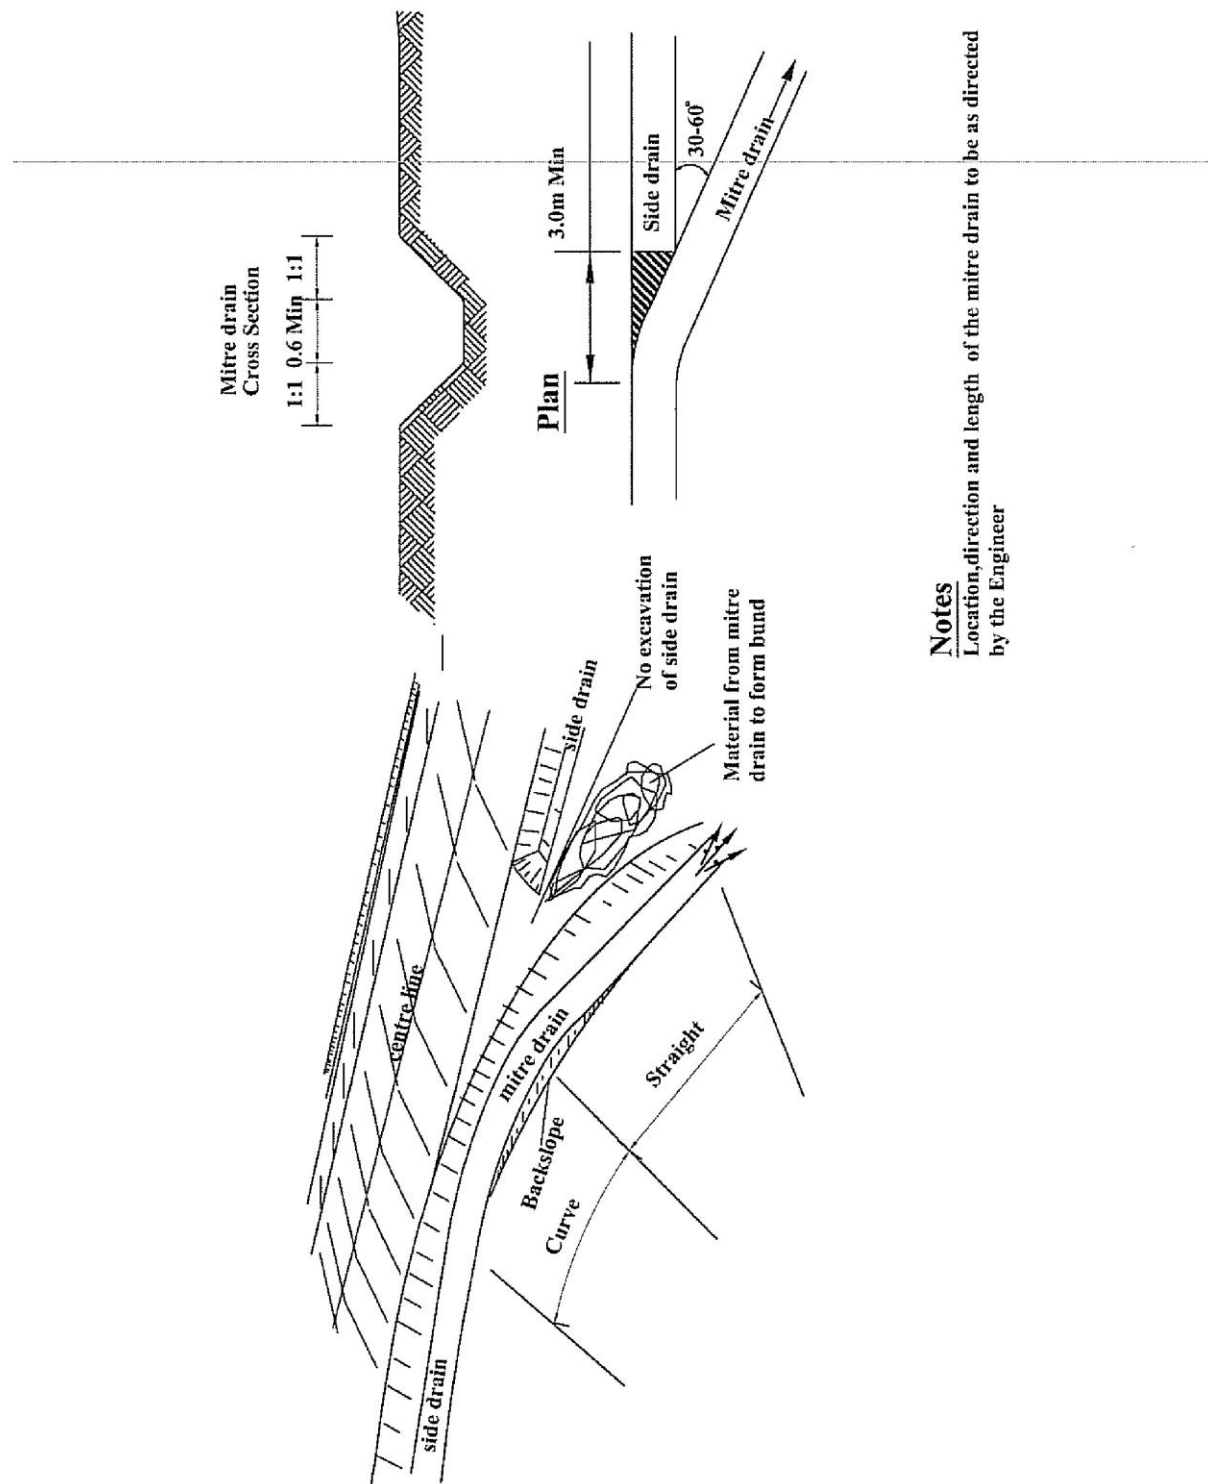 Mitre drain
Cross Section
1:1 0.6 Min 1:1
Plan
3.0m Min
Side drain
30-60°
Mitre drain
centre line
side drain
No excavation
of side drain
Material from mitre
drain to form bund
side drain
mitre drain
Backslope
Curve
Straight
Notes
Location,direction and length of the mitre drain to be as directed
by the Engineer